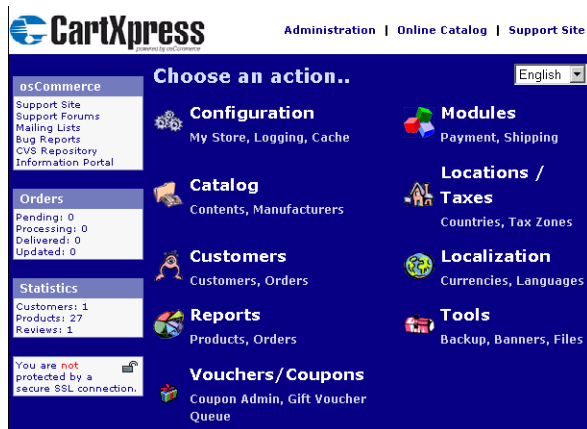 CartXpress
powered by osCommerce
Administration | Online Catalog | Support Site
osCommerce
Support Site
Support Forums
Mailing Lists
Bug Reports
CVS Repository
Information Portal
Orders
Pending: 0
Processing: 0
Delivered: 0
Updated: 0
Statistics
Customers: 1
Products: 27
Reviews: 1
You are not
protected by a
secure SSL connection.
Choose an action..
English
Configuration
My Store, Logging, Cache
Modules
Payment, Shipping
Catalog
Contents, Manufacturers
Locations /
Taxes
Countries, Tax Zones
Customers
Customers, Orders
Localization
Currencies, Languages
Reports
Products, Orders
Tools
Backup, Banners, Files
Vouchers/Coupons
Coupon Admin, Gift Voucher
Queue